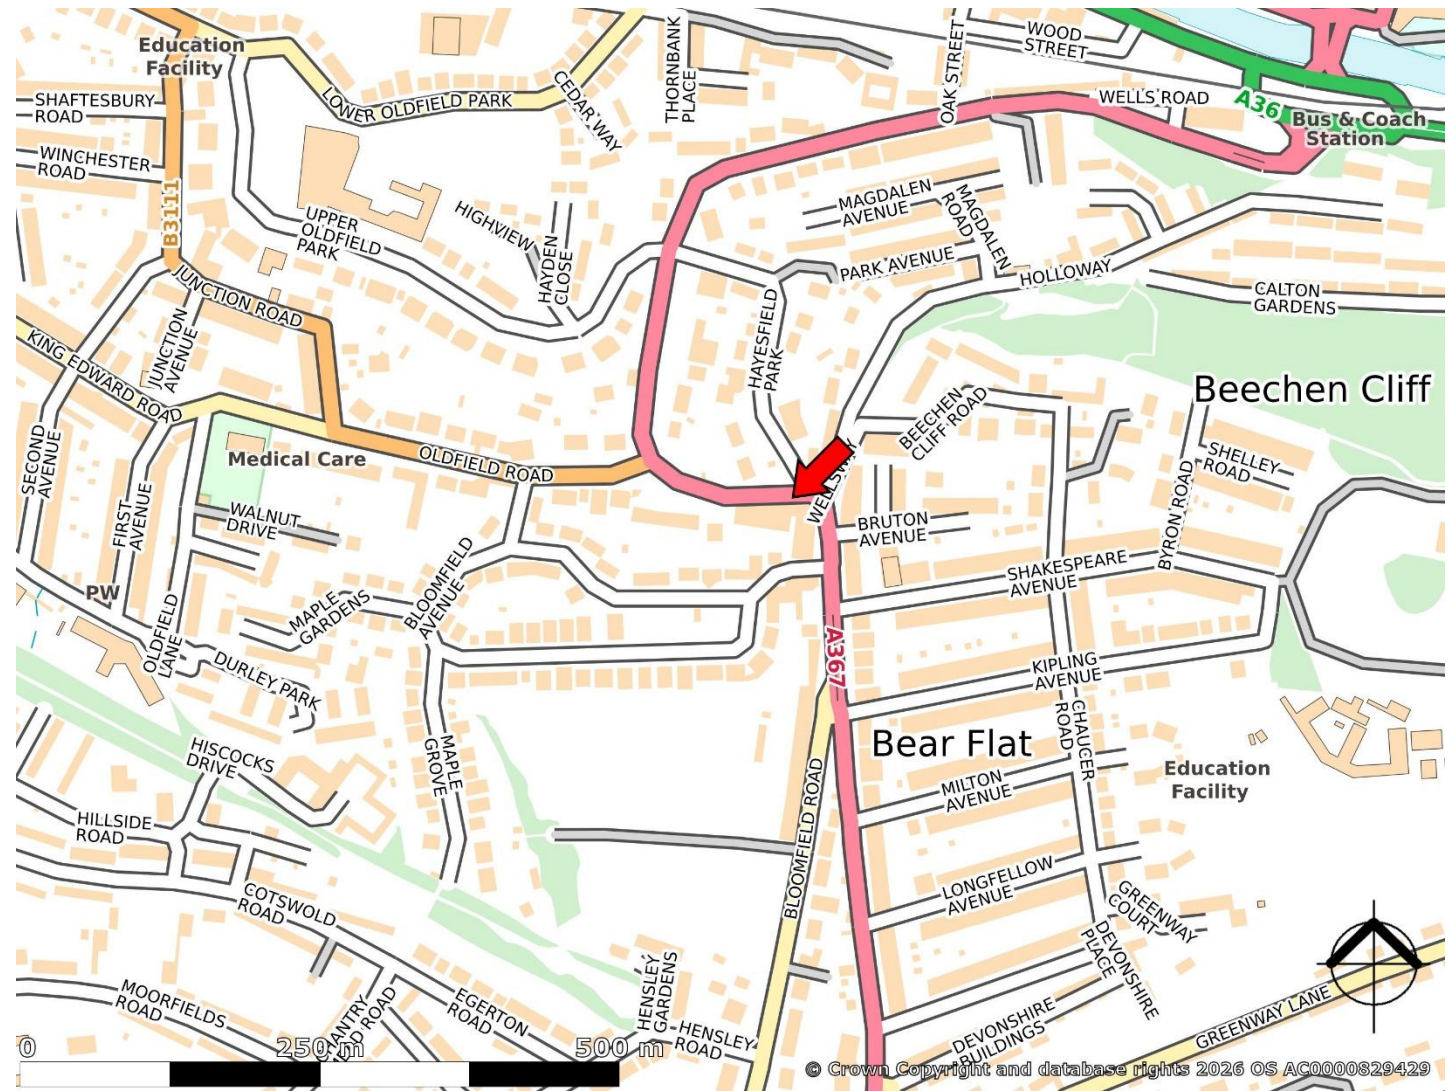 Education
Facility
SHAFTESBURY
ROAD
WINCHESTER
ROAD
B3111
LOWER OLDFIELD PARK
CEDAR WAY
THORNBANK
PLACE
OAK STREET
WOOD
STREET
WELLS ROAD
A36
Bus & Coach
Station
UPPER
OLDFIELD
PARK
HIGHVIEW
HAYDEN
CLOSE
MAGDALEN
AVENUE
MAGDALEN
ROAD
PARK AVENUE
HOLLOWAY
CALTON
GARDENS
JUNCTION ROAD
JUNCTION
AVENUE
KING EDWARD ROAD
HAYESFIELD
PARK
BEECHEN
CLIFF ROAD
Beechen Cliff
SECOND
AVENUE
FIRST
AVENUE
Medical Care
OLDFIELD ROAD
WELLSWAY
SHELLEY
ROAD
BYRON ROAD
WALNUT
DRIVE
BRUTON
AVENUE
SHAKESPEARE
AVENUE
PW
OLDFIELD
LANE
MAPLE
GARDENS
BLOOMFIELD
AVENUE
DURLEY PARK
A367
KIPLING
AVENUE
CHAUCER
ROAD
HISCOCKS
DRIVE
MAPLE
GROVE
Bear Flat
MILTON
AVENUE
Education
Facility
HILLSIDE
ROAD
BLOOMFIELD ROAD
LONGFELLOW
AVENUE
GREENWAY
COURT
COTSWOLD
ROAD
DEVONSHIRE
PLACE
MOORFIELDS
ROAD
EGERTON
ROAD
HENSLEY
GARDENS
HENSLEY
ROAD
DEVONSHIRE
BUILDINGS
GREENWAY LANE
0
250 m
500 m
© Crown Copyright and database rights 2026 OS AC0000829429